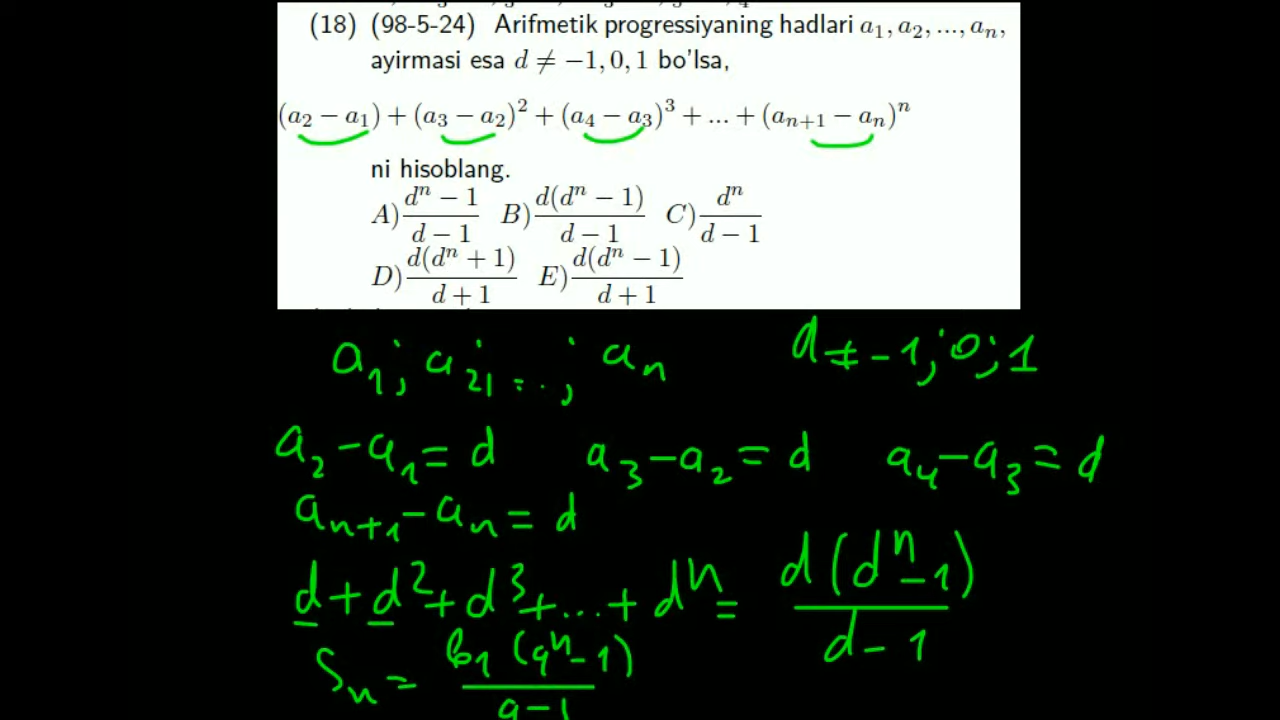 (18) (98-5-24) Arifmetik progressiyaning hadlari a₁, a₂, ..., aₙ,
ayirmasi esa d ≠ −1, 0, 1 bo'lsa,
(a₂ − a₁) + (a₃ − a₂)² + (a₄ − a₃)³ + ... + (aₙ₊₁ − aₙ)ⁿ
ni hisoblang.
A) (dⁿ − 1)/(d − 1) B) d(dⁿ − 1)/(d − 1) C) dⁿ/(d − 1)
D) d(dⁿ + 1)/(d + 1) E) d(dⁿ − 1)/(d + 1)
a₁; a₂; ...; aₙ d ≠ −1; 0; 1
a₂ − a₁ = d a₃ − a₂ = d a₄ − a₃ = d
aₙ₊₁ − aₙ = d
d + d² + d³ + ... + dⁿ = d(dⁿ − 1)/(d − 1)
Sₙ = b₁(qⁿ − 1)/(q − 1)